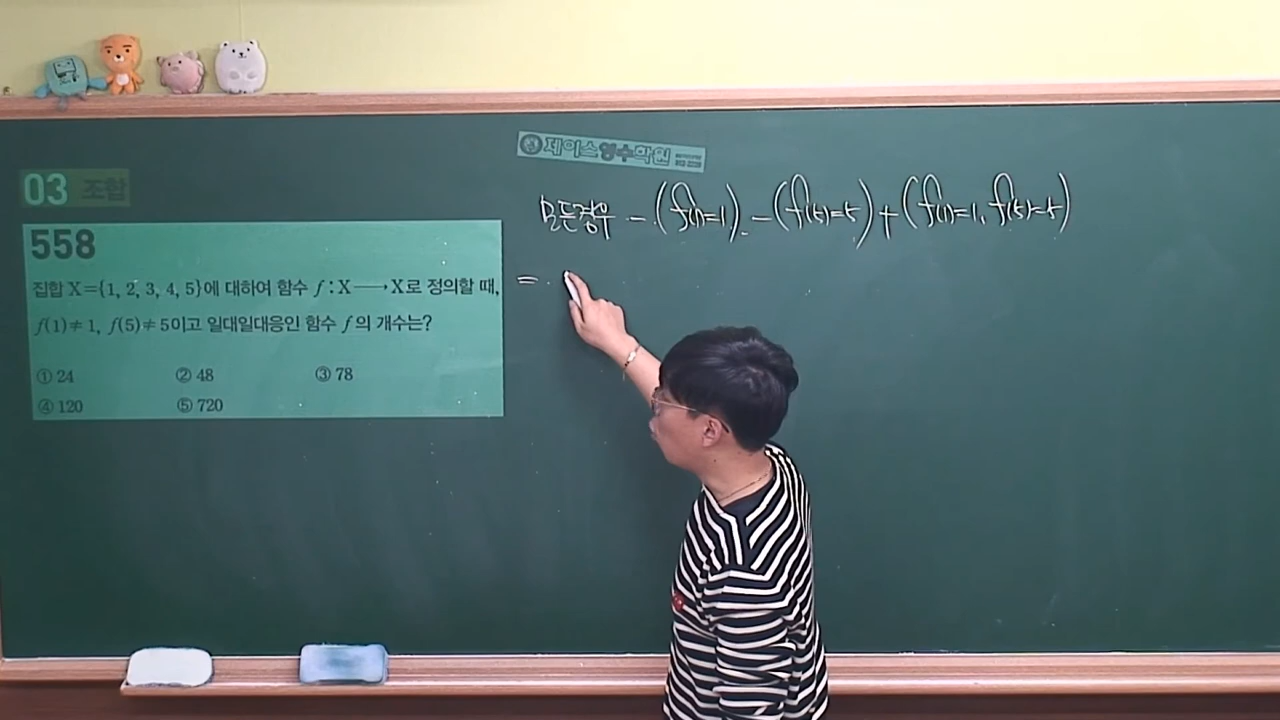 제이스영수학원
03 조합
558
집합 X={1, 2, 3, 4, 5}에 대하여 함수 f : X ⟶ X로 정의할 때,
f(1)≠1, f(5)≠5이고 일대일대응인 함수 f의 개수는?
① 24 ② 48 ③ 78
④ 120 ⑤ 720
모든경우 - (f(1)=1) - (f(5)=5) + (f(1)=1, f(5)=5)
=